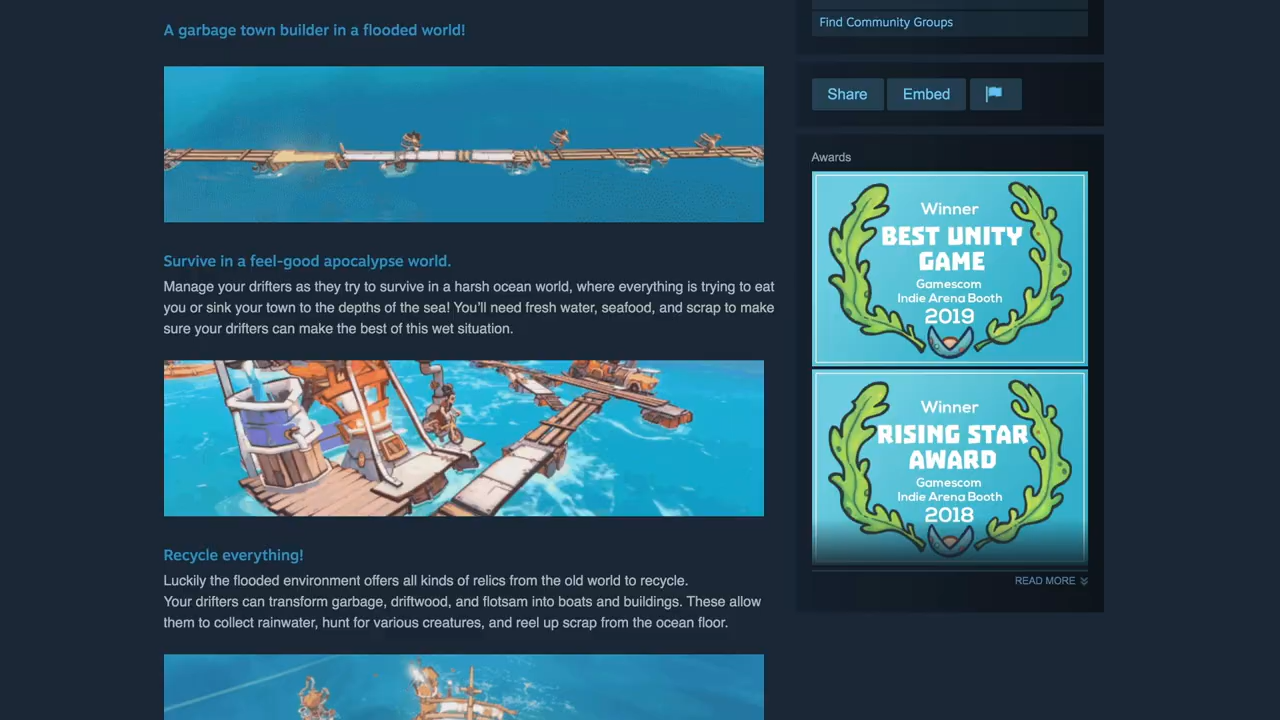 A garbage town builder in a flooded world!
Survive in a feel-good apocalypse world.
Manage your drifters as they try to survive in a harsh ocean world, where everything is trying to eat
you or sink your town to the depths of the sea! You’ll need fresh water, seafood, and scrap to make
sure your drifters can make the best of this wet situation.
Recycle everything!
Luckily the flooded environment offers all kinds of relics from the old world to recycle.
Your drifters can transform garbage, driftwood, and flotsam into boats and buildings. These allow
them to collect rainwater, hunt for various creatures, and reel up scrap from the ocean floor.
Find Community Groups
Share
Embed
Awards
Winner
BEST UNITY
GAME
Gamescom
Indie Arena Booth
2019
Winner
RISING STAR
AWARD
Gamescom
Indie Arena Booth
2018
READ MORE